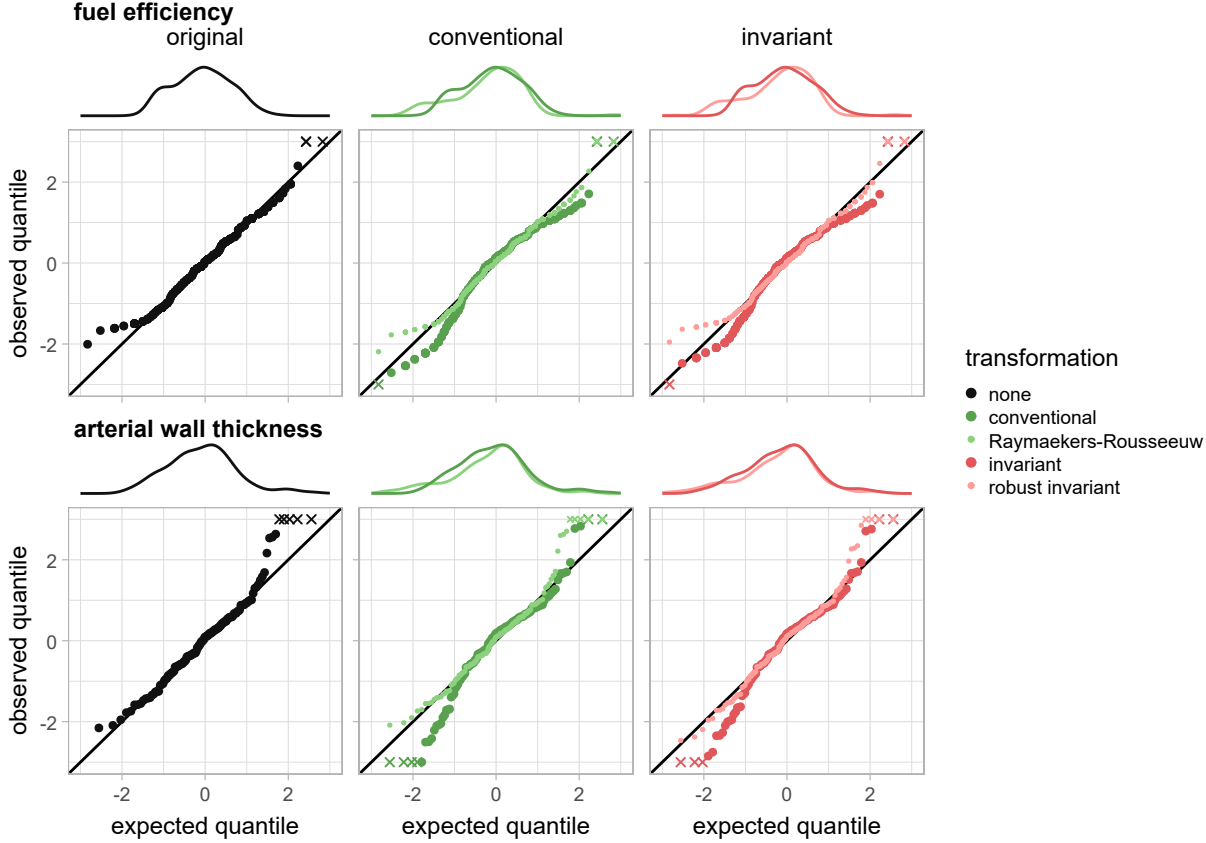 fuel efficiency
original
conventional
invariant
observed quantile
2
0
-2
transformation
none
conventional
Raymaekers-Rousseeuw
invariant
robust invariant
arterial wall thickness
observed quantile
2
0
-2
-2 0 2
-2 0 2
-2 0 2
expected quantile
expected quantile
expected quantile